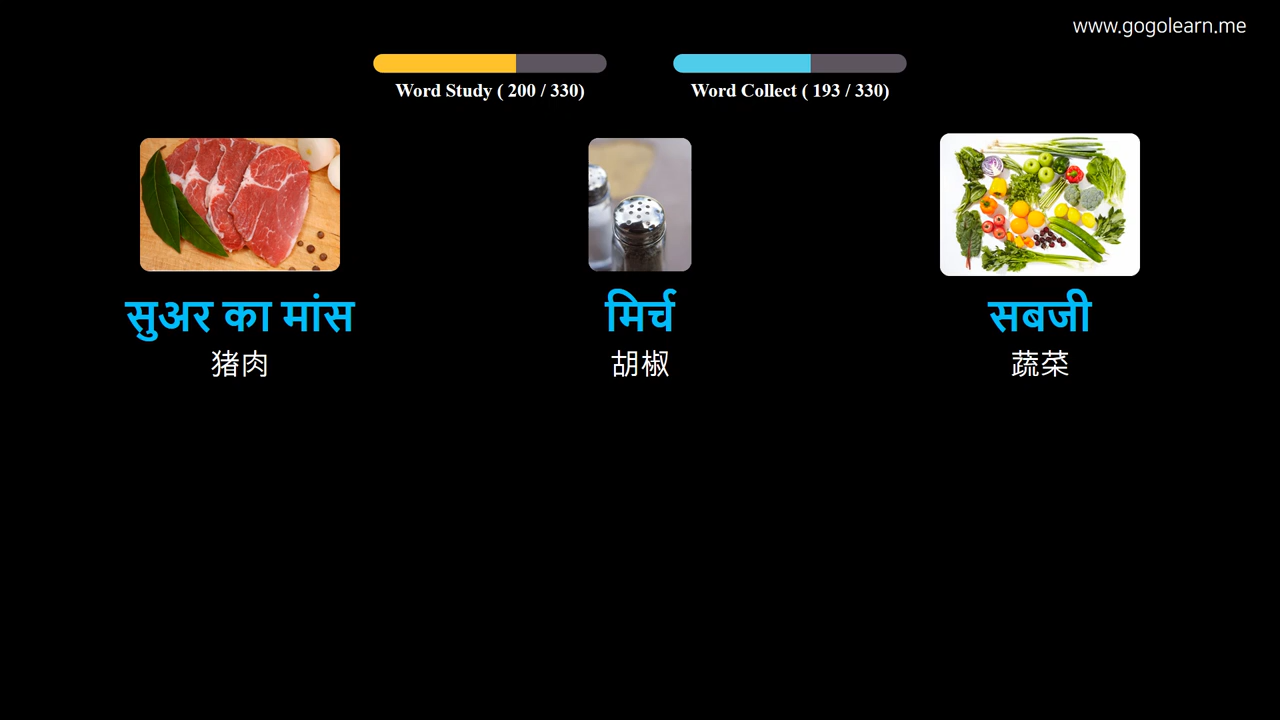 www.gogolearn.me
Word Study ( 200 / 330)
Word Collect ( 193 / 330)
सुअर का मांस
मिर्च
सबजी
猪肉
胡椒
蔬菜